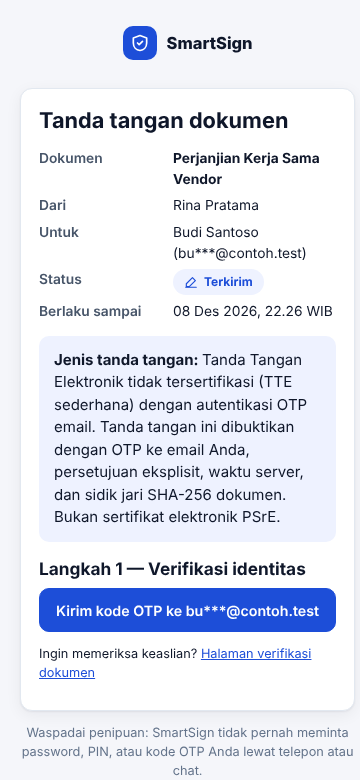 SmartSign
Tanda tangan dokumen
Dokumen Perjanjian Kerja Sama
Vendor
Dari Rina Pratama
Untuk Budi Santoso
(bu***@contoh.test)
Status Terkirim
Berlaku sampai 08 Des 2026, 22.26 WIB
Jenis tanda tangan: Tanda Tangan
Elektronik tidak tersertifikasi (TTE
sederhana) dengan autentikasi OTP
email. Tanda tangan ini dibuktikan
dengan OTP ke email Anda,
persetujuan eksplisit, waktu server,
dan sidik jari SHA-256 dokumen.
Bukan sertifikat elektronik PSrE.
Langkah 1 — Verifikasi identitas
Kirim kode OTP ke bu***@contoh.test
Ingin memeriksa keaslian? Halaman verifikasi
dokumen
Waspadai penipuan: SmartSign tidak pernah meminta
password, PIN, atau kode OTP Anda lewat telepon atau
chat.